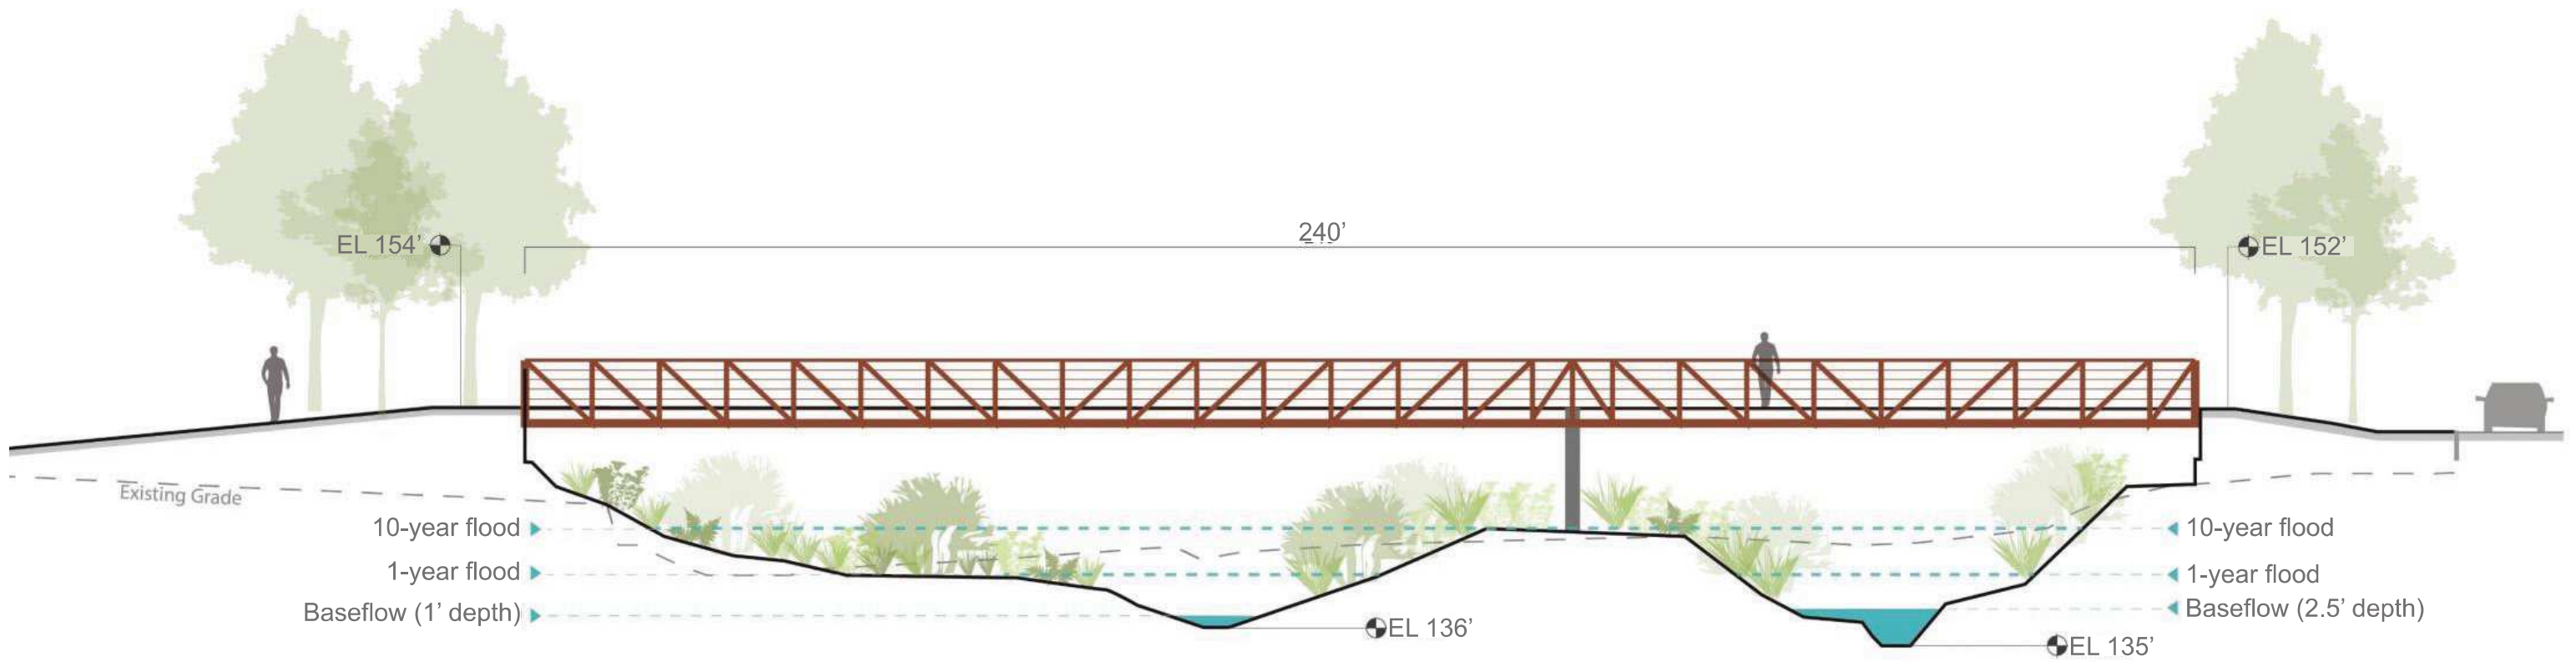 240’
EL 154’
EL 152’
Existing Grade
10-year flood
1-year flood
Baseflow (1’ depth)
EL 136’
10-year flood
1-year flood
Baseflow (2.5’ depth)
EL 135’